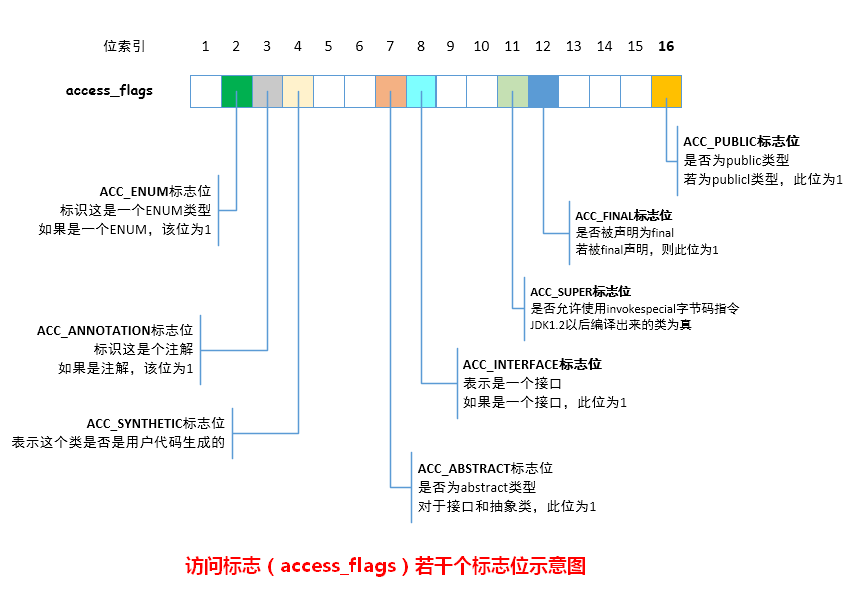 位索引 1 2 3 4 5 6 7 8 9 10 11 12 13 14 15 16
access_flags
ACC_PUBLIC标志位
是否为public类型
若为publicl类型，此位为1
ACC_ENUM标志位
标识这是一个ENUM类型
如果是一个ENUM，该位为1
ACC_FINAL标志位
是否被声明为final
若被final声明，则此位为1
ACC_SUPER标志位
是否允许使用invokespecial字节码指令
JDK1.2以后编译出来的类为真
ACC_ANNOTATION标志位
标识这是个注解
如果是注解，该位为1
ACC_INTERFACE标志位
表示是一个接口
如果是一个接口，此位为1
ACC_SYNTHETIC标志位
表示这个类是否是用户代码生成的
ACC_ABSTRACT标志位
是否为abstract类型
对于接口和抽象类，此位为1
访问标志（access_flags）若干个标志位示意图